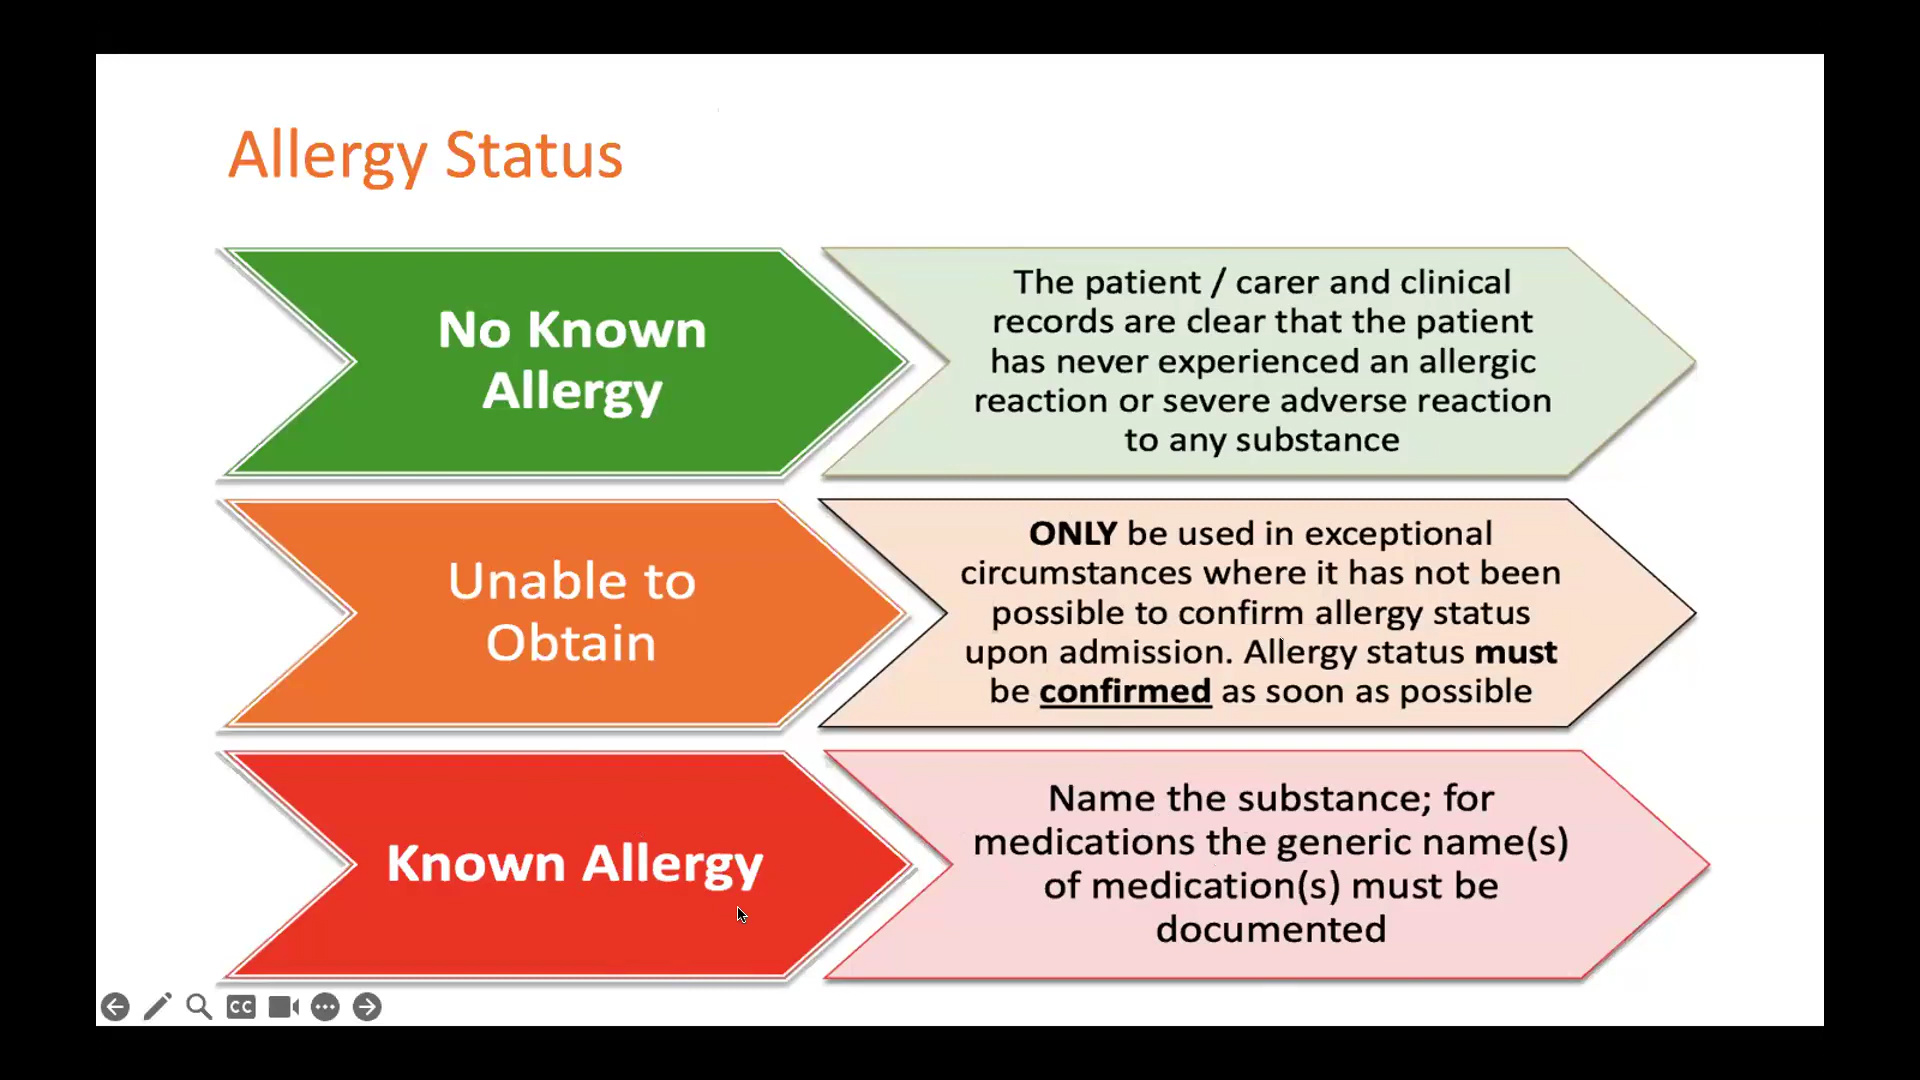 Allergy Status
No Known
Allergy
The patient / carer and clinical
records are clear that the patient
has never experienced an allergic
reaction or severe adverse reaction
to any substance
Unable to
Obtain
ONLY be used in exceptional
circumstances where it has not been
possible to confirm allergy status
upon admission. Allergy status must
be confirmed as soon as possible
Known Allergy
Name the substance; for
medications the generic name(s)
of medication(s) must be
documented
CC